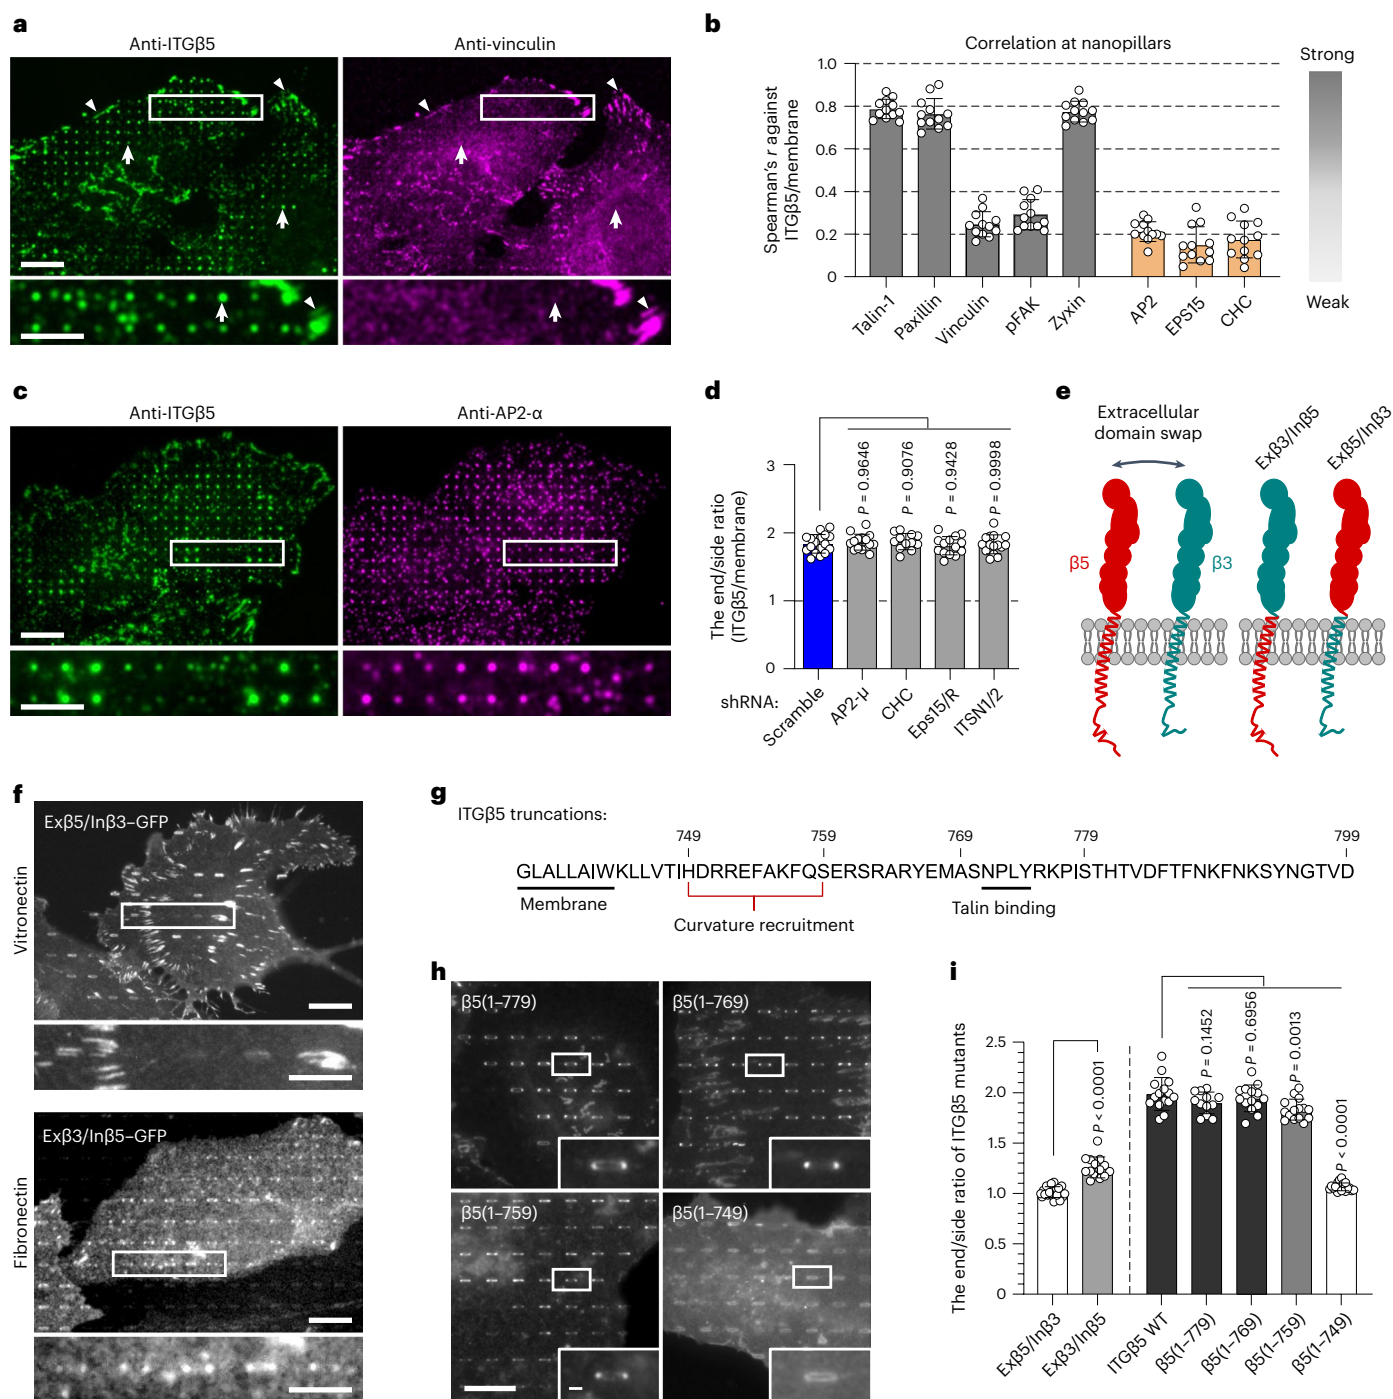 a
Anti-ITGβ5
Anti-vinculin
b
Correlation at nanopillars
Spearman's r against
ITGβ5/membrane
1.0
0.8
0.6
0.4
0.2
0
Talin-1
Paxillin
Vinculin
pFAK
Zyxin
AP2
EPS15
CHC
Strong
Weak
c
Anti-ITGβ5
Anti-AP2-α
d
The end/side ratio
(ITGβ5/membrane)
3
2
1
0
P = 0.9646
P = 0.9076
P = 0.9428
P = 0.9998
shRNA:
Scramble
AP2-μ
CHC
Eps15/R
ITSN1/2
e
Extracellular
domain swap
Exβ3/Inβ5
Exβ5/Inβ3
β5
β3
f
Vitronectin
Exβ5/Inβ3–GFP
Fibronectin
Exβ3/Inβ5–GFP
g
ITGβ5 truncations:
749
759
769
779
799
GLALLAIWKLLVTIHDRREFAKFQSERSRARYEMASNPLYRKPISTHTVDFTFNKFNKSYNGTVD
Membrane
Curvature recruitment
Talin binding
h
β5(1–779)
β5(1–769)
β5(1–759)
β5(1–749)
i
The end/side ratio of ITGβ5 mutants
2.5
2.0
1.5
1.0
0.5
0
P < 0.0001
P = 0.1452
P = 0.6956
P = 0.0013
P < 0.0001
Exβ5/Inβ3
Exβ3/Inβ5
ITGβ5 WT
β5(1–779)
β5(1–769)
β5(1–759)
β5(1–749)